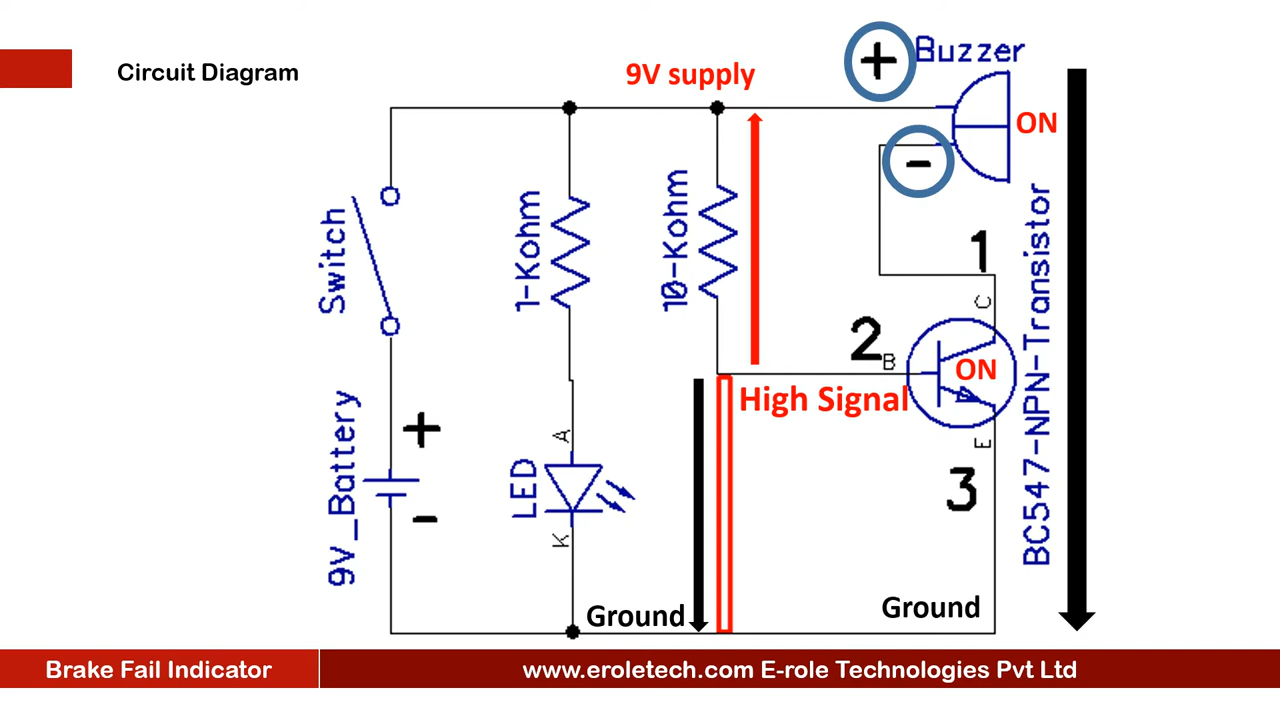 Circuit Diagram
9V supply
+
Buzzer
ON
-
Switch
1-Kohm
10-Kohm
1
C
BC547-NPN-Transistor
2
B
ON
High Signal
9V_Battery
+
-
A
LED
K
E
3
Ground
Ground
Brake Fail Indicator
www.eroletech.com E-role Technologies Pvt Ltd